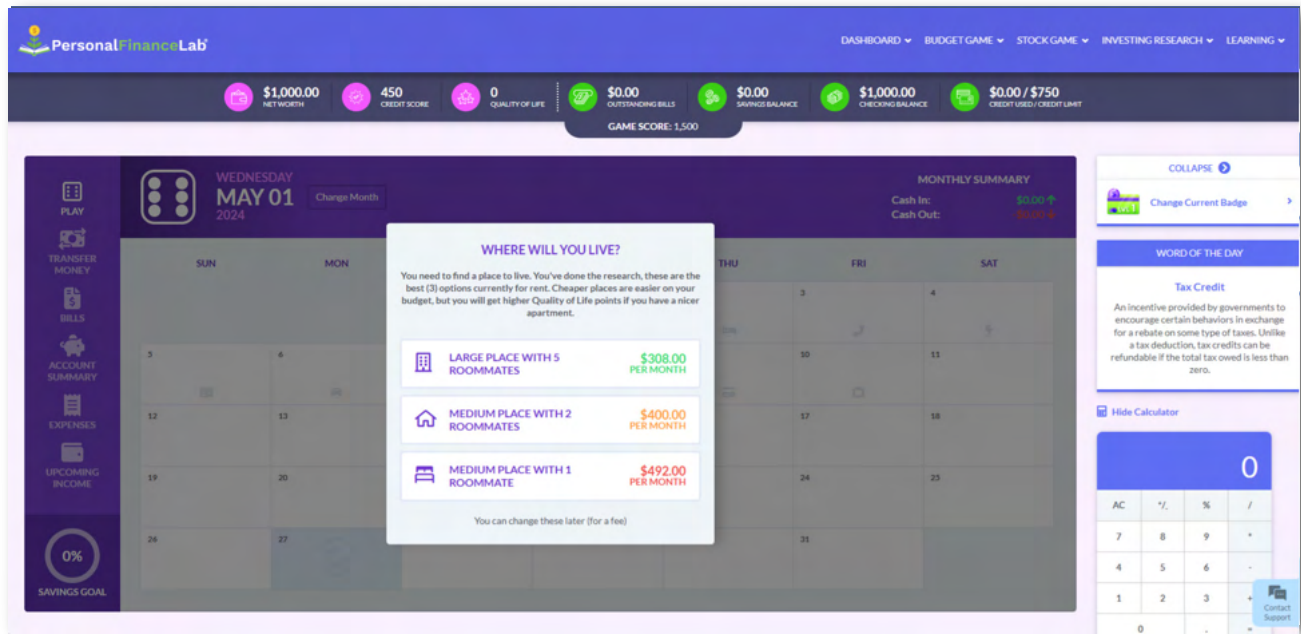 PersonalFinanceLab
DASHBOARD BUDGET GAME STOCK GAME INVESTING RESEARCH LEARNING
$1,000.00
NET WORTH
450
CREDIT SCORE
0
QUALITY OF LIFE
$0.00
OUTSTANDING BILLS
$0.00
SAVINGS BALANCE
$1,000.00
CHECKING BALANCE
$0.00 / $750
CREDIT USED / CREDIT LIMIT
GAME SCORE: 1,500
PLAY
TRANSFER
MONEY
BILLS
ACCOUNT
SUMMARY
EXPENSES
UPCOMING
INCOME
0%
SAVINGS GOAL
WEDNESDAY
MAY 01
2024
Change Month
MONTHLY SUMMARY
Cash In: $0.00
Cash Out: $0.00
SUN MON THU FRI SAT
3 4
5 6 10 11
12 13 17 18
19 20 24 25
26 27 31
WHERE WILL YOU LIVE?
You need to find a place to live. You've done the research, these are the
best (3) options currently for rent. Cheaper places are easier on your
budget, but you will get higher Quality of Life points if you have a nicer
apartment.
LARGE PLACE WITH 5
ROOMMATES
$308.00
PER MONTH
MEDIUM PLACE WITH 2
ROOMMATES
$400.00
PER MONTH
MEDIUM PLACE WITH 1
ROOMMATE
$492.00
PER MONTH
You can change these later (for a fee)
COLLAPSE
Change Current Badge
WORD OF THE DAY
Tax Credit
An incentive provided by governments to
encourage certain behaviors in exchange
for a rebate on some type of taxes. Unlike
a tax deduction, tax credits can be
refundable if the total tax owed is less than
zero.
Hide Calculator
0
AC +/_ % /
7 8 9 *
4 5 6 -
1 2 3 +
0 . =
Contact
Support